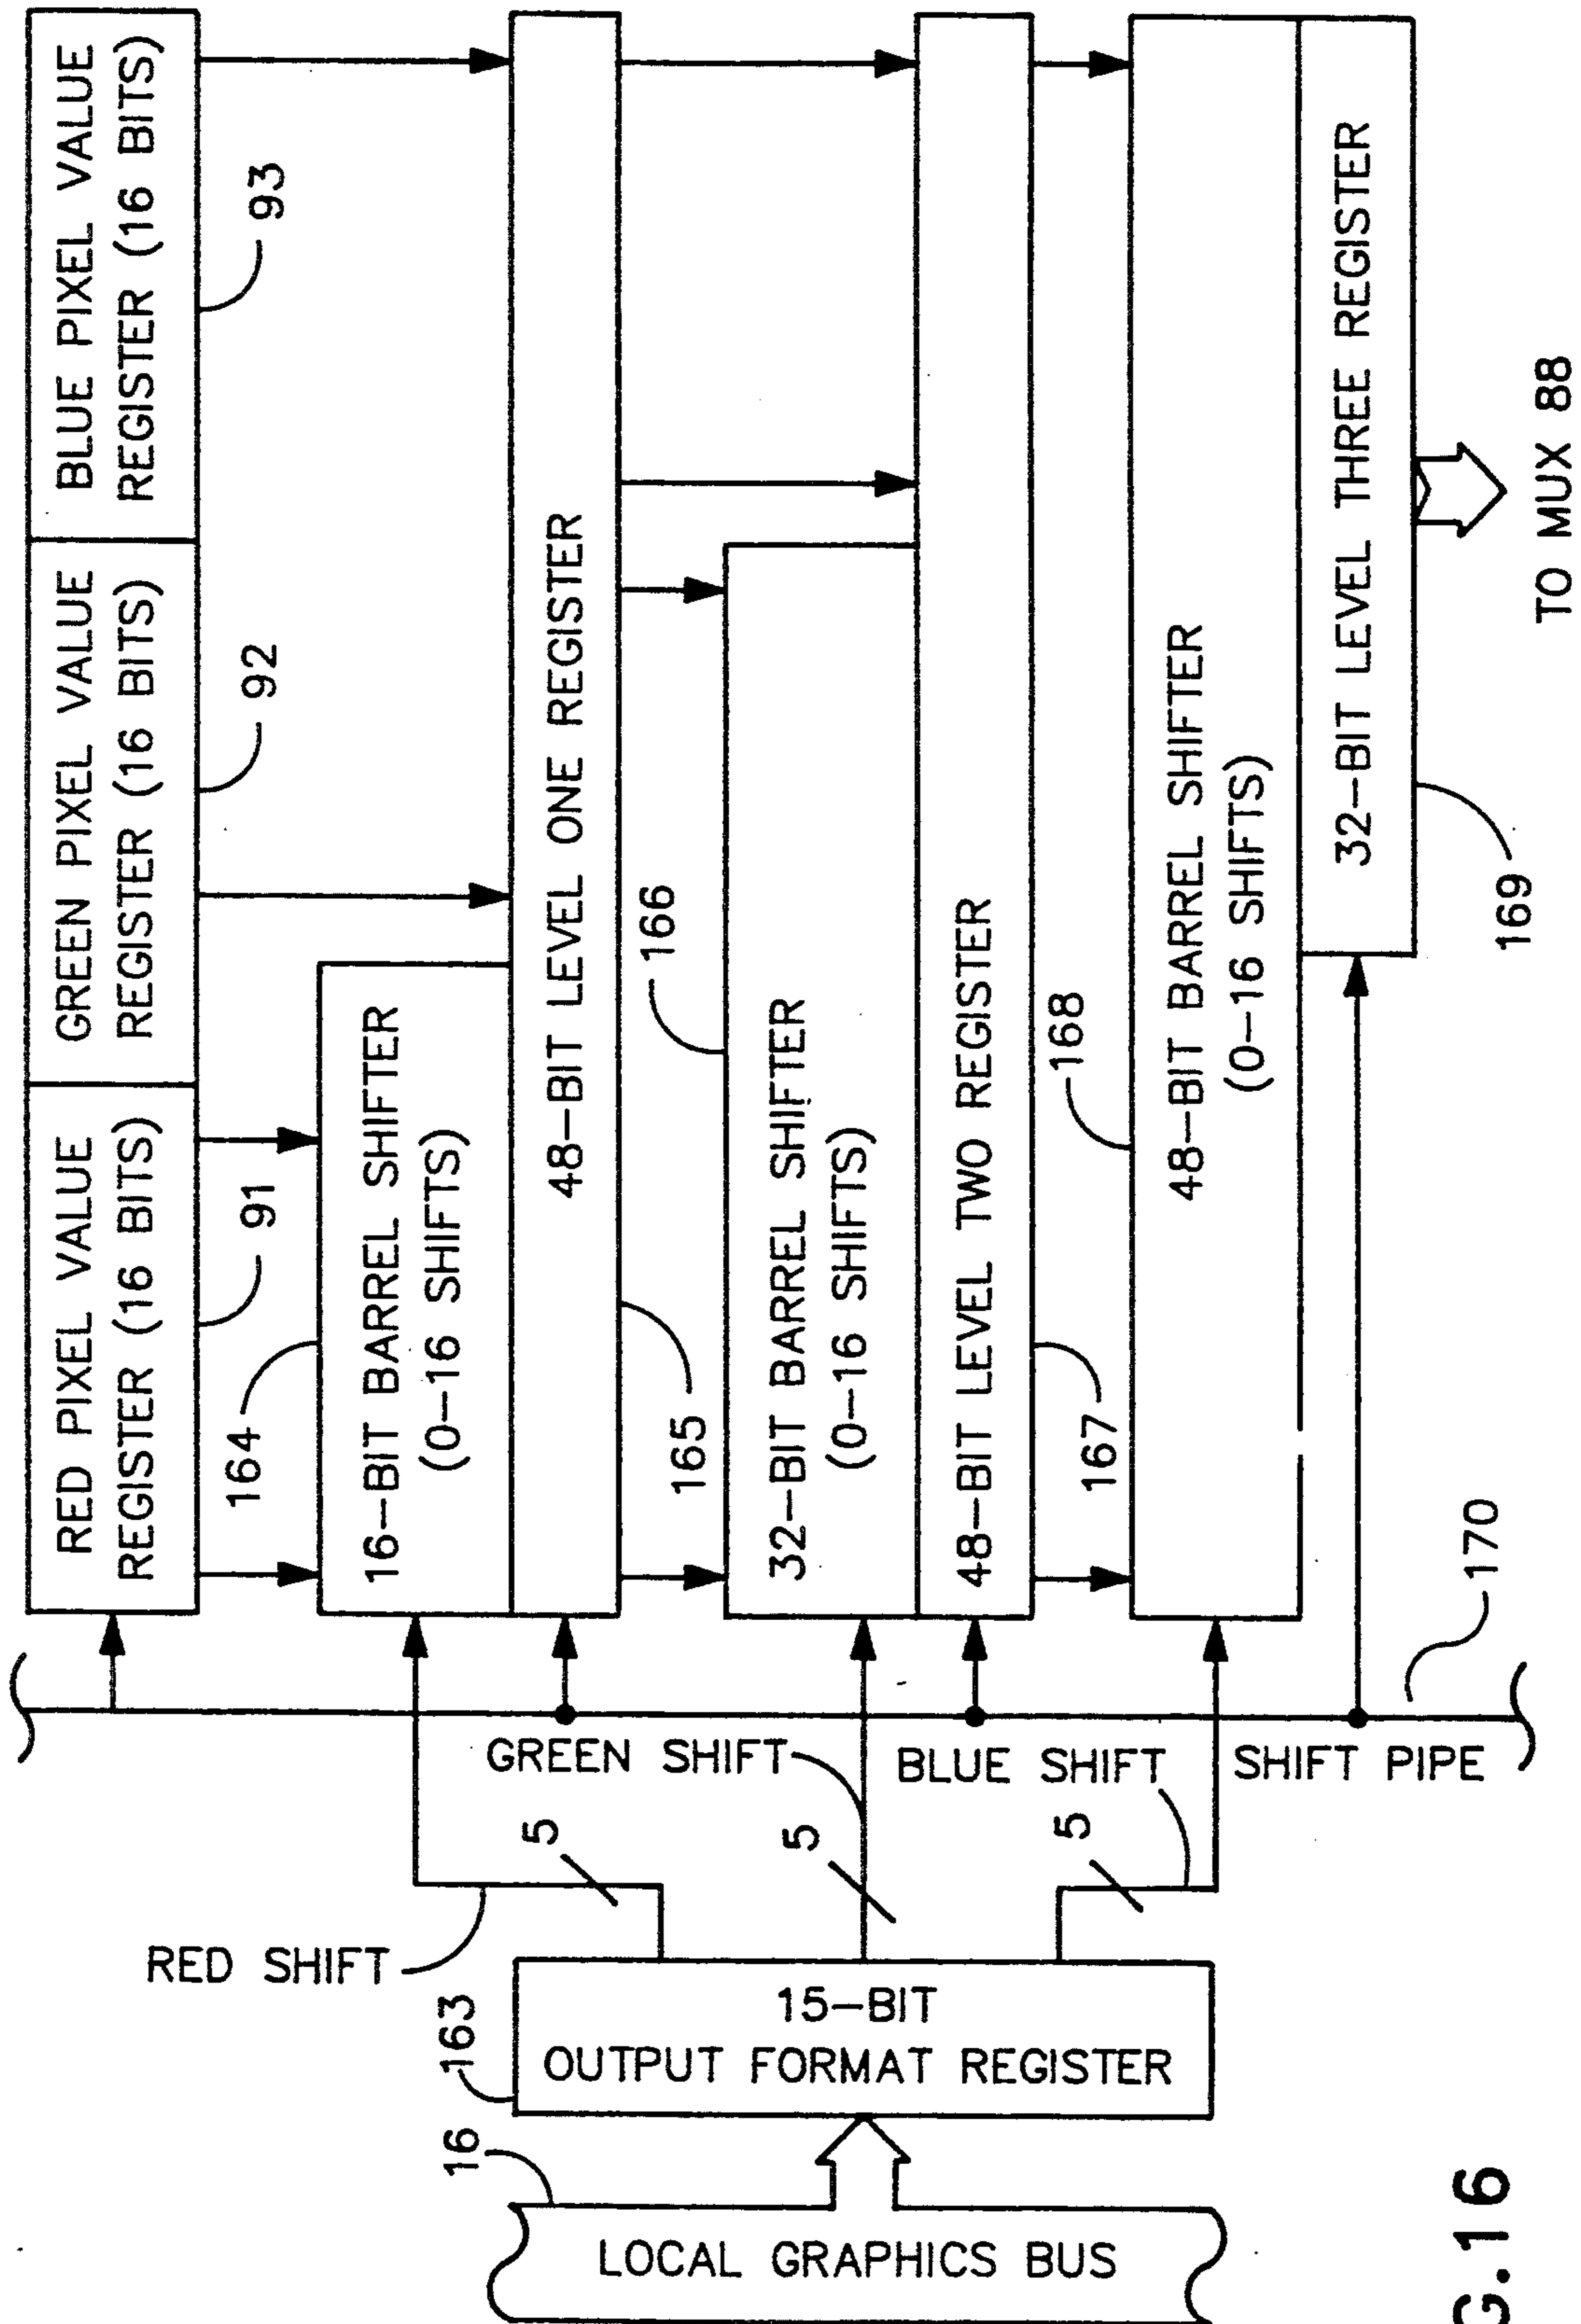 RED PIXEL VALUE
REGISTER (16 BITS)
GREEN PIXEL VALUE
REGISTER (16 BITS)
BLUE PIXEL VALUE
REGISTER (16 BITS)
91
92
93
164
16-BIT BARREL SHIFTER
(0-16 SHIFTS)
48-BIT LEVEL ONE REGISTER
165
166
32-BIT BARREL SHIFTER
(0-16 SHIFTS)
48-BIT LEVEL TWO REGISTER
167
168
48-BIT BARREL SHIFTER
(0-16 SHIFTS)
32-BIT LEVEL THREE REGISTER
169
TO MUX 88
170
SHIFT PIPE
RED SHIFT
5
GREEN SHIFT
5
BLUE SHIFT
5
163
15-BIT
OUTPUT FORMAT REGISTER
16
LOCAL GRAPHICS BUS
G.16